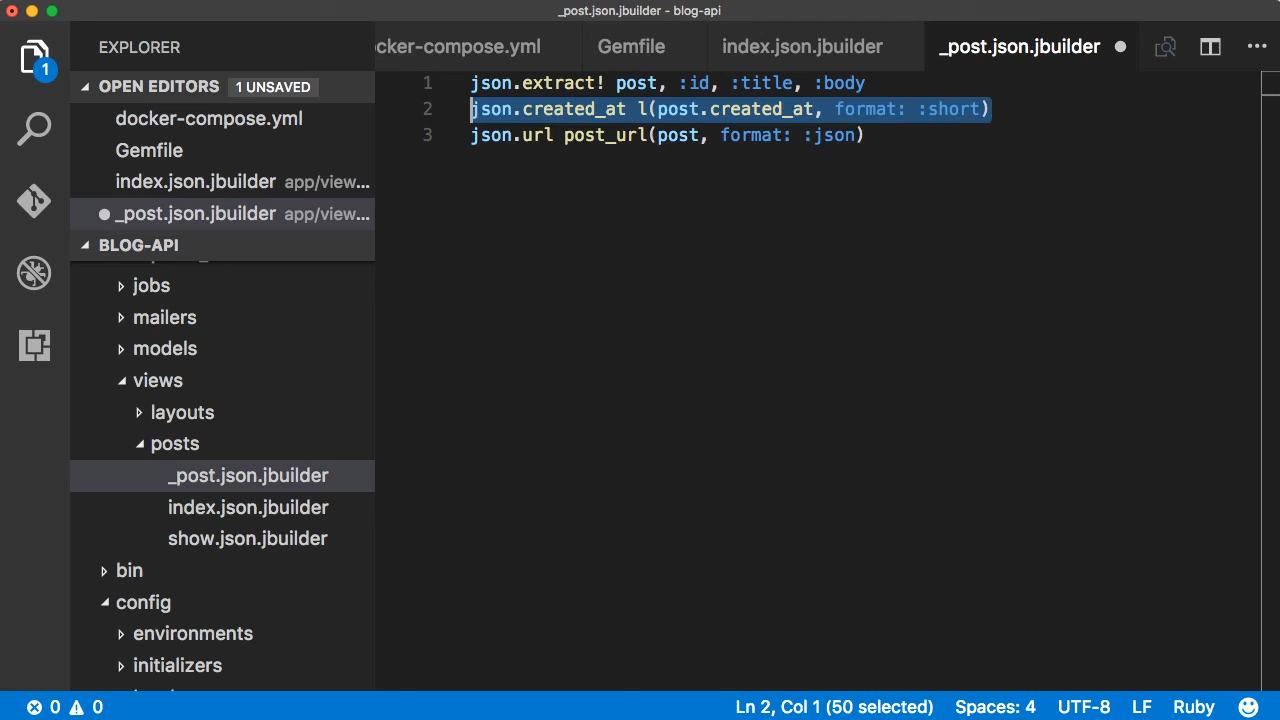 _post.json.jbuilder - blog-api
EXPLORER
ocker-compose.yml Gemfile index.json.jbuilder _post.json.jbuilder
1
OPEN EDITORS 1 UNSAVED
docker-compose.yml
Gemfile
index.json.jbuilder app/view...
_post.json.jbuilder app/view...
BLOG-API
jobs
mailers
models
views
layouts
posts
_post.json.jbuilder
index.json.jbuilder
show.json.jbuilder
bin
config
environments
initializers
1 json.extract! post, :id, :title, :body
2 json.created_at l(post.created_at, format: :short)
3 json.url post_url(post, format: :json)
0 0 Ln 2, Col 1 (50 selected) Spaces: 4 UTF-8 LF Ruby